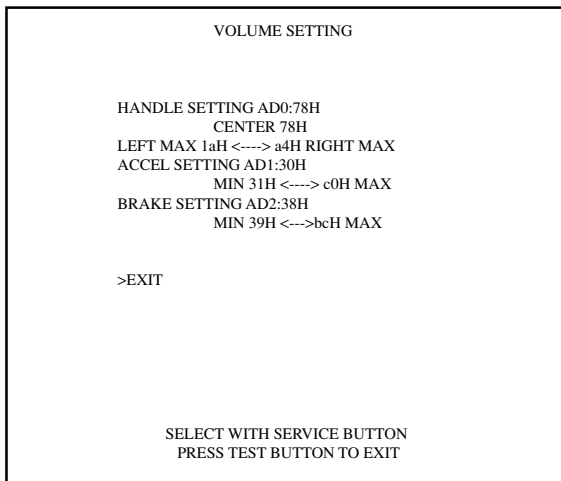 VOLUME SETTING
HANDLE SETTING AD0:78H
CENTER 78H
LEFT MAX 1aH <----> a4H RIGHT MAX
ACCEL SETTING AD1:30H
MIN 31H <----> c0H MAX
BRAKE SETTING AD2:38H
MIN 39H <--->bcH MAX
>EXIT
SELECT WITH SERVICE BUTTON
PRESS TEST BUTTON TO EXIT